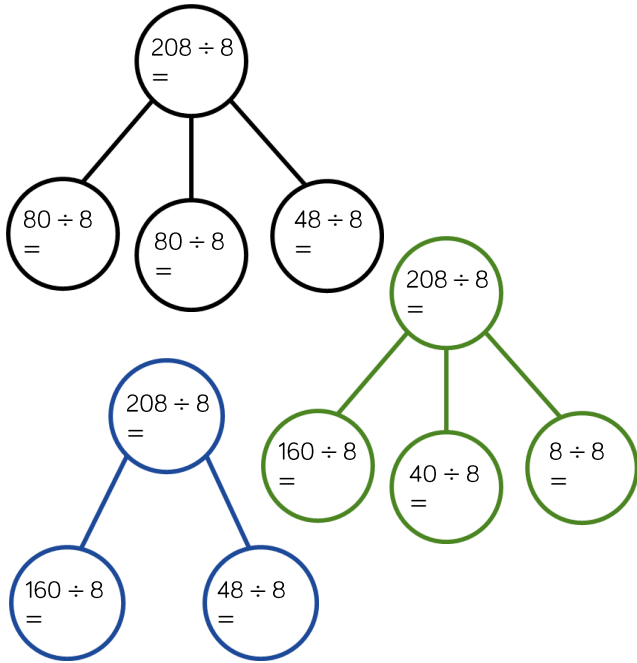 208 ÷ 8
=
80 ÷ 8
=
80 ÷ 8
=
48 ÷ 8
=
208 ÷ 8
=
160 ÷ 8
=
40 ÷ 8
=
8 ÷ 8
=
208 ÷ 8
=
160 ÷ 8
=
48 ÷ 8
=